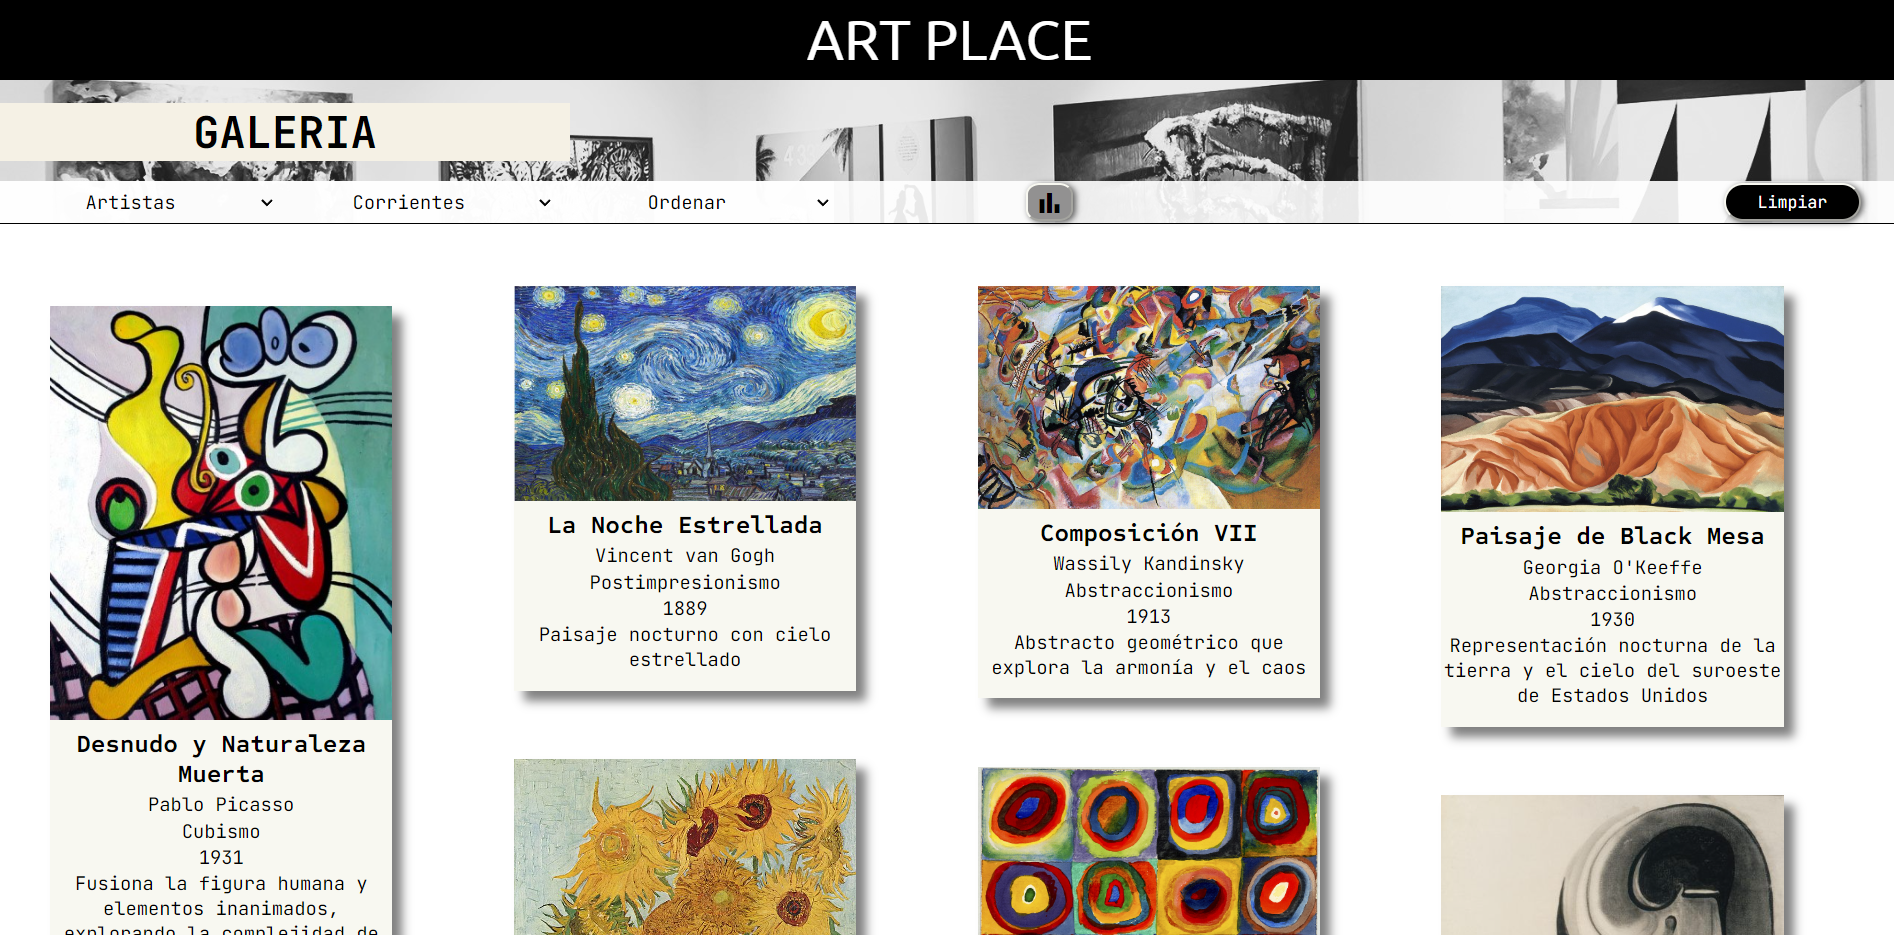 ART PLACE
GALERIA
Artistas
Corrientes
Ordenar
Limpiar
Desnudo y Naturaleza
Muerta
Pablo Picasso
Cubismo
1931
Fusiona la figura humana y
elementos inanimados,
explorando la complejidad de
La Noche Estrellada
Vincent van Gogh
Postimpresionismo
1889
Paisaje nocturno con cielo
estrellado
Composición VII
Wassily Kandinsky
Abstraccionismo
1913
Abstracto geométrico que
explora la armonía y el caos
Paisaje de Black Mesa
Georgia O'Keeffe
Abstraccionismo
1930
Representación nocturna de la
tierra y el cielo del suroeste
de Estados Unidos